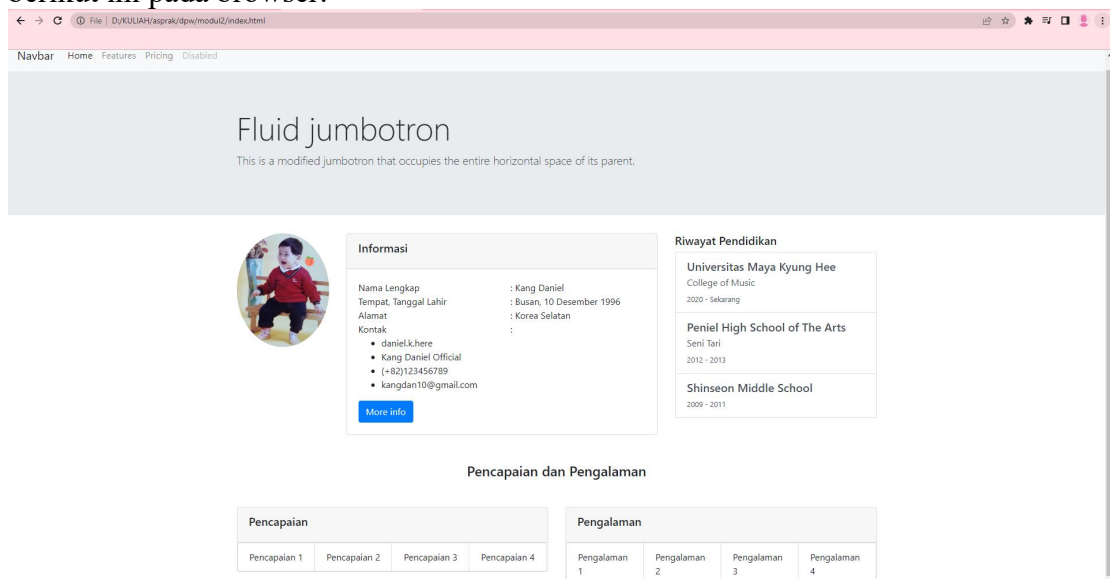 berikut ini pada browser.
File | D:/KULIAH/asprak/dpw/modul2/index.html
Navbar Home Features Pricing Disabled
Fluid jumbotron
This is a modified jumbotron that occupies the entire horizontal space of its parent.
Informasi
Nama Lengkap : Kang Daniel
Tempat, Tanggal Lahir : Busan, 10 Desember 1996
Alamat : Korea Selatan
Kontak :
• daniel.k.here
• Kang Daniel Official
• (+82)123456789
• kangdan10@gmail.com
More info
Riwayat Pendidikan
Universitas Maya Kyung Hee
College of Music
2020 - Sekarang
Peniel High School of The Arts
Seni Tari
2012 - 2013
Shinseon Middle School
2009 - 2011
Pencapaian dan Pengalaman
Pencapaian
Pencapaian 1 Pencapaian 2 Pencapaian 3 Pencapaian 4
Pengalaman
Pengalaman Pengalaman Pengalaman Pengalaman
1 2 3 4